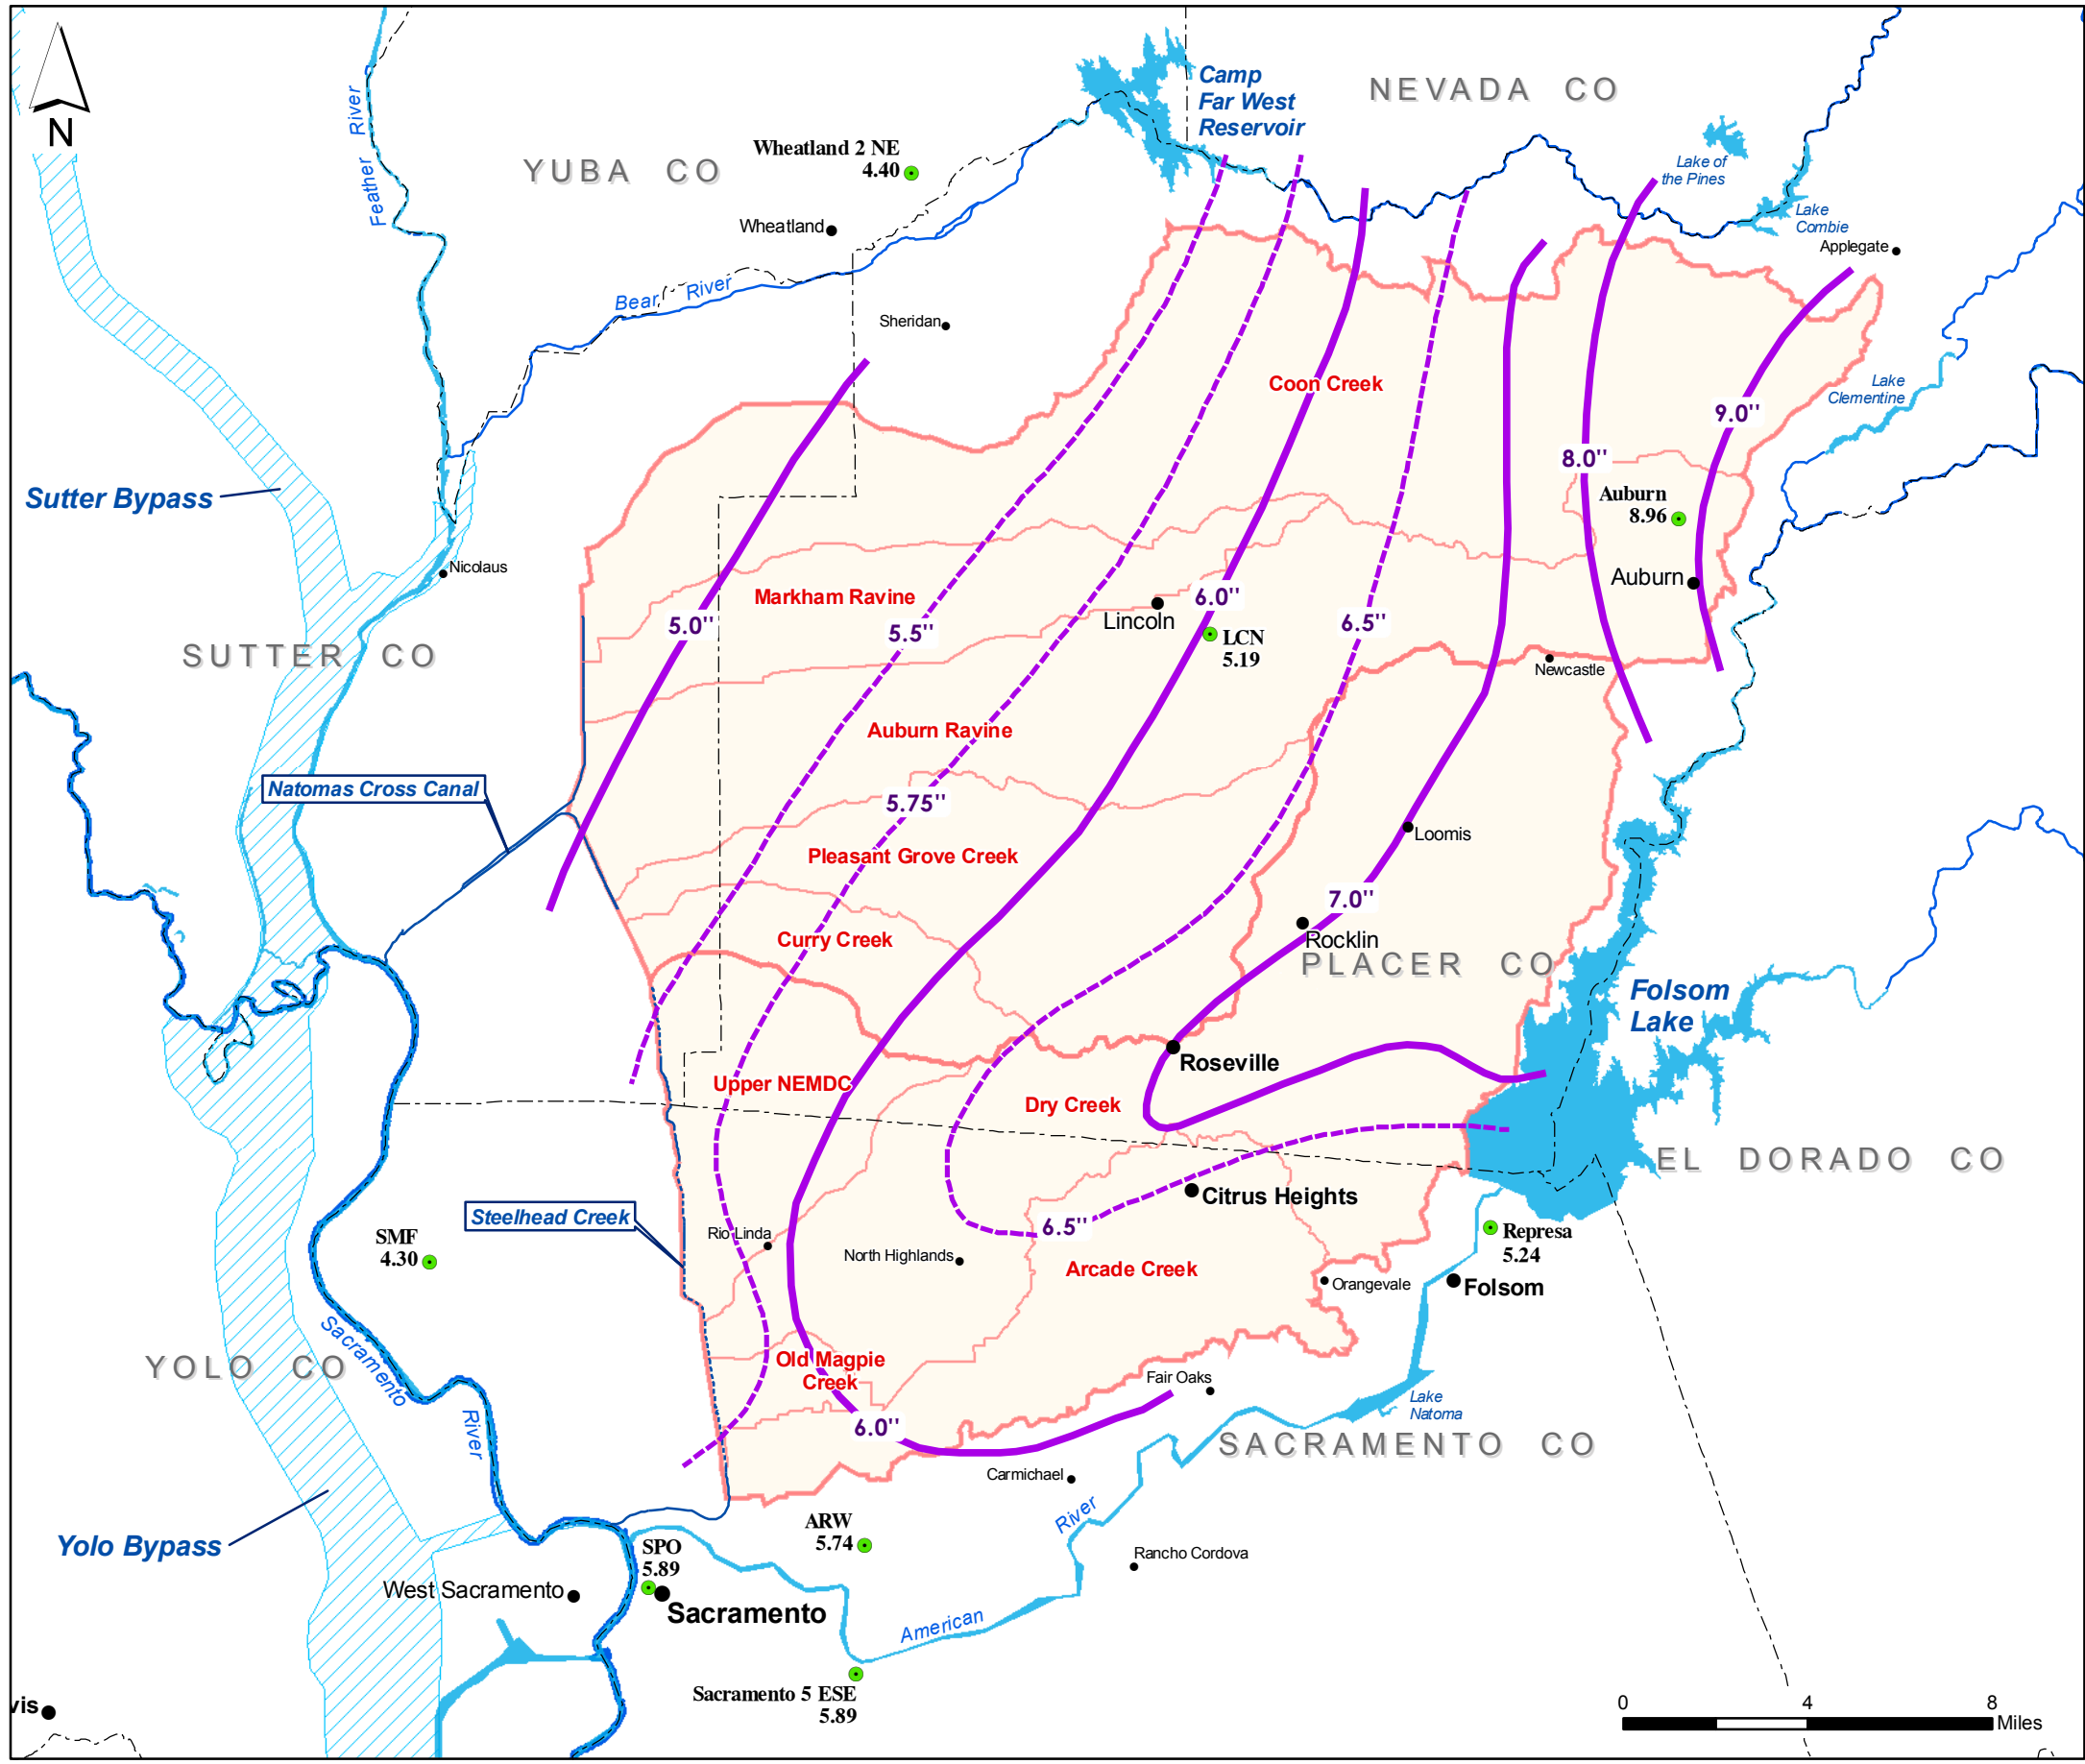 Camp
Far West
Reservoir
NEVADA CO
N
River
Feather
Wheatland 2 NE
4.40
YUBA CO
Lake of
the Pines
Lake
Combie
Wheatland
Applegate
Bear River
Sheridan
Coon Creek
Lake
Clementine
9.0"
8.0"
Sutter Bypass
Auburn
8.96
Nicolaus
Auburn
Markham Ravine
6.0"
Lincoln
5.0"
5.5"
6.5"
LCN
5.19
SUTTER CO
Newcastle
Auburn Ravine
Natomas Cross Canal
5.75"
Loomis
Pleasant Grove Creek
7.0"
Curry Creek
Rocklin
PLACER CO
Folsom
Lake
Roseville
Upper NEMDC
Dry Creek
EL DORADO CO
Citrus Heights
Steelhead Creek
Rio Linda
6.5"
SMF
4.30
North Highlands
Represa
5.24
Arcade Creek
Orangevale
Folsom
Sacramento
River
YOLO CO
Old Magpie
Creek
Fair Oaks
Lake
Natoma
6.0"
SACRAMENTO CO
Carmichael
River
ARW
5.74
Yolo Bypass
SPO
5.89
Rancho Cordova
West Sacramento
Sacramento
American
Sacramento 5 ESE
5.89
vis
0 4 8
Miles